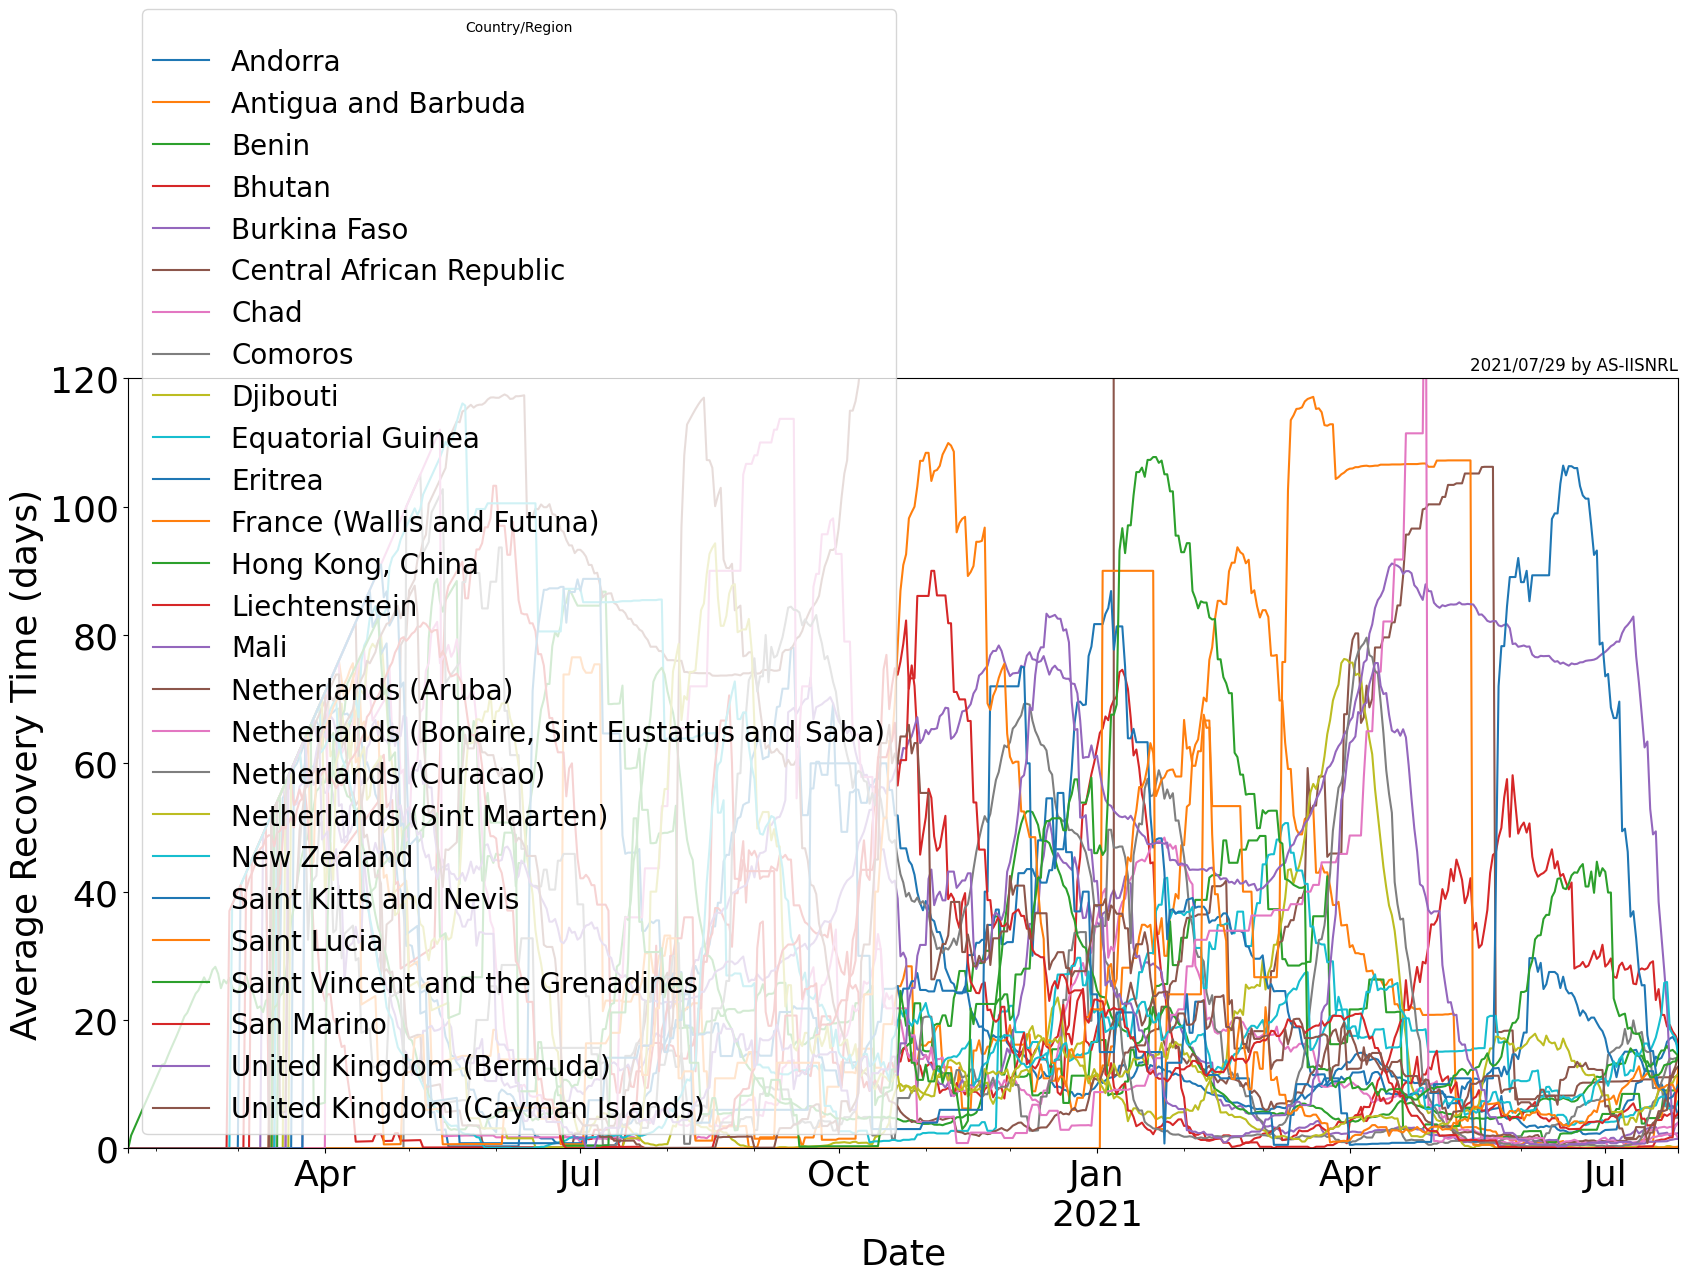 Country/Region
Andorra
Antigua and Barbuda
Benin
Bhutan
Burkina Faso
Central African Republic
Chad
Comoros
Djibouti
Equatorial Guinea
Eritrea
France (Wallis and Futuna)
Hong Kong, China
Liechtenstein
Mali
Netherlands (Aruba)
Netherlands (Bonaire, Sint Eustatius and Saba)
Netherlands (Curacao)
Netherlands (Sint Maarten)
New Zealand
Saint Kitts and Nevis
Saint Lucia
Saint Vincent and the Grenadines
San Marino
United Kingdom (Bermuda)
United Kingdom (Cayman Islands)
2021/07/29 by AS-IISNRL
Average Recovery Time (days)
120
100
80
60
40
20
0
Apr Jul Oct Jan Apr Jul
2021
Date